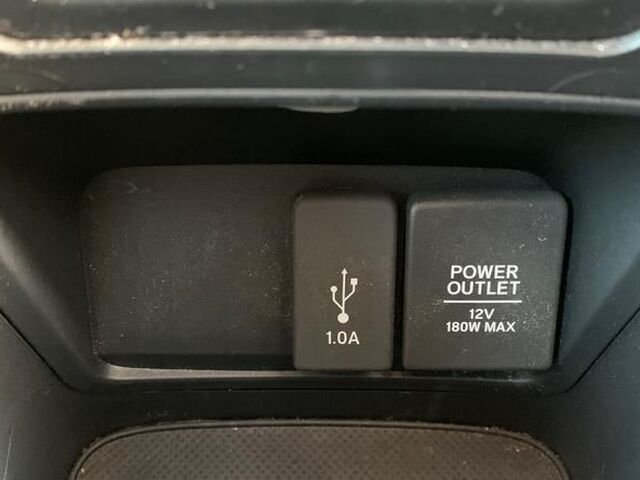 1.0A
POWER
OUTLET
12V
180W MAX